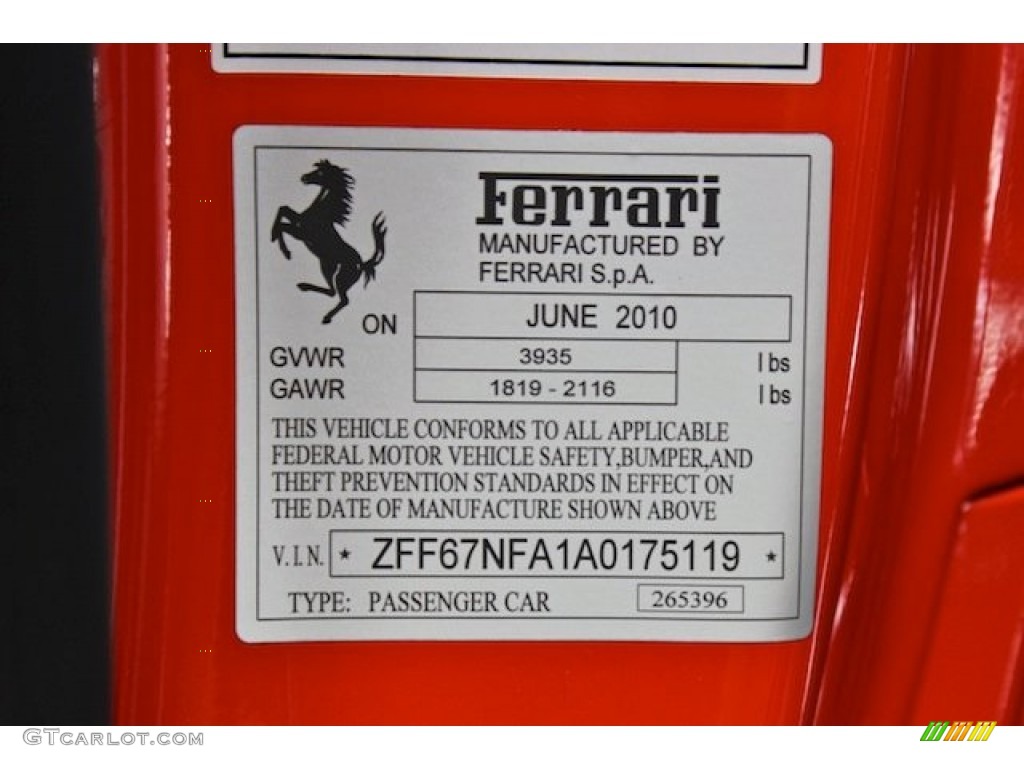 Ferrari
MANUFACTURED BY
FERRARI S.p.A.
ON JUNE 2010
GVWR 3935 lbs
GAWR 1819 - 2116 lbs
THIS VEHICLE CONFORMS TO ALL APPLICABLE
FEDERAL MOTOR VEHICLE SAFETY,BUMPER,AND
THEFT PREVENTION STANDARDS IN EFFECT ON
THE DATE OF MANUFACTURE SHOWN ABOVE
V.I.N. * ZFF67NFA1A0175119 *
TYPE: PASSENGER CAR 265396
GTCARLOT.COM